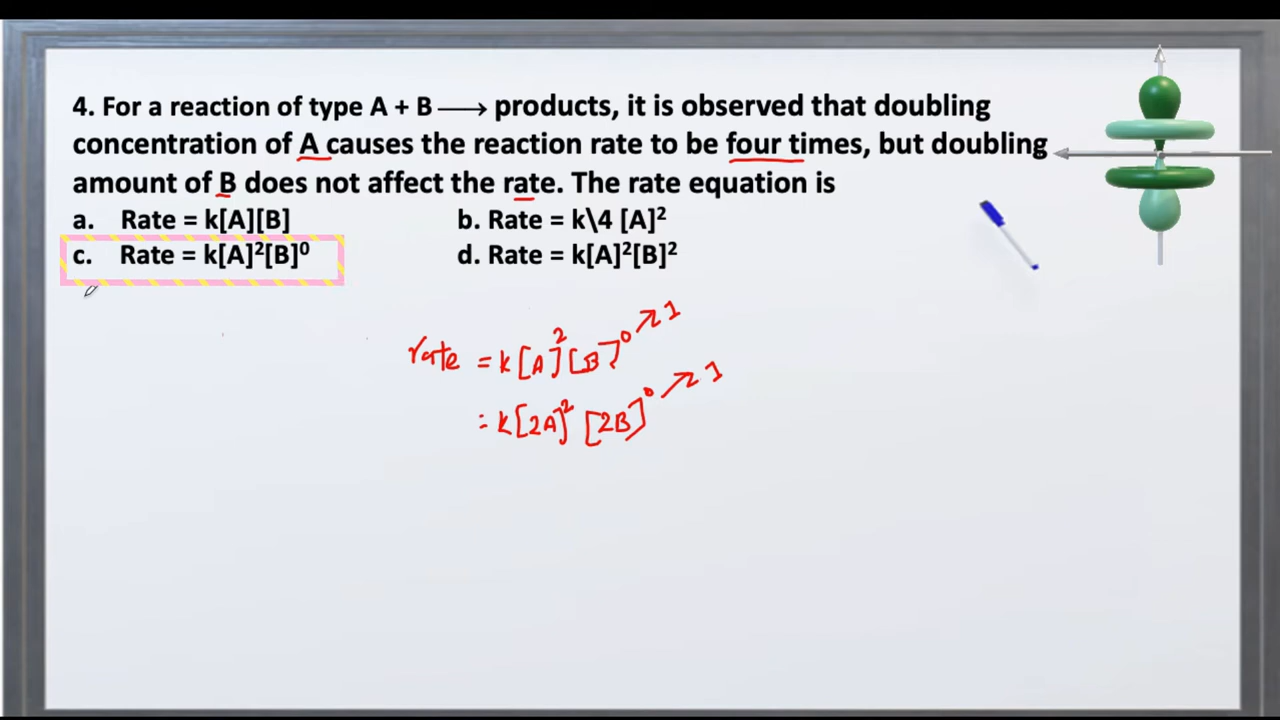 4. For a reaction of type A + B ⟶ products, it is observed that doubling
concentration of A causes the reaction rate to be four times, but doubling
amount of B does not affect the rate. The rate equation is
a. Rate = k[A][B] b. Rate = k\4 [A]²
c. Rate = k[A]²[B]⁰ d. Rate = k[A]²[B]²
rate = k[A]²[B]⁰ → 1
= k[2A]² [2B]⁰ → 1